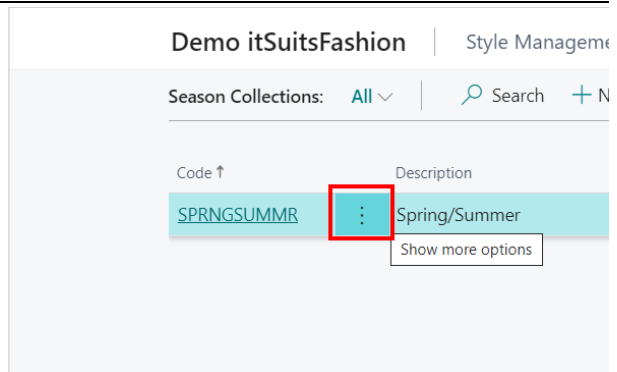 Demo itSuitsFashion Style Manageme
Season Collections: All Search + N
Code ↑ Description
SPRNGSUMMR Spring/Summer
Show more options